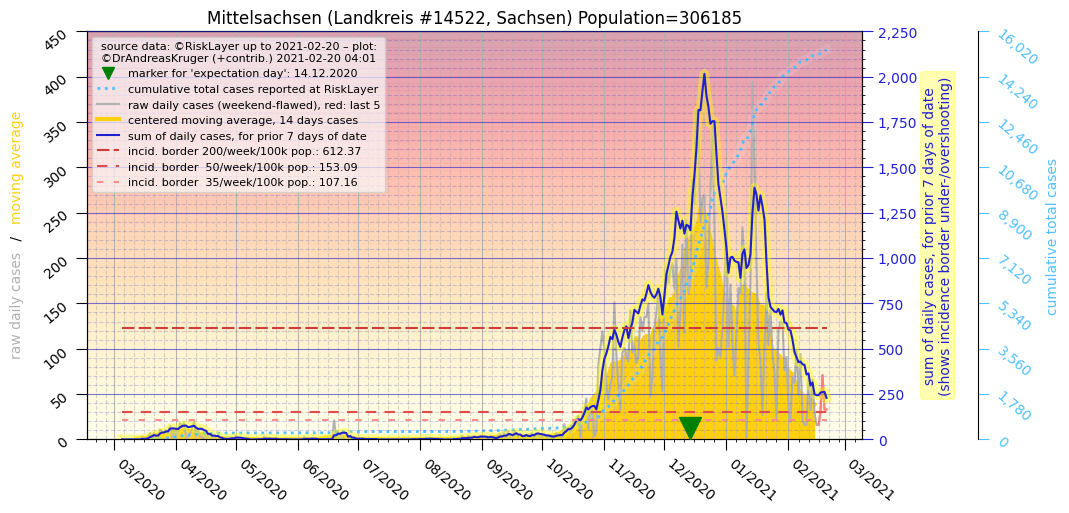 Mittelsachsen (Landkreis #14522, Sachsen) Population=306185
source data: ©RiskLayer up to 2021-02-20 – plot:
©DrAndreasKruger (+contrib.) 2021-02-20 04:01
marker for 'expectation day': 14.12.2020
cumulative total cases reported at RiskLayer
raw daily cases (weekend-flawed), red: last 5
centered moving average, 14 days cases
sum of daily cases, for prior 7 days of date
incid. border 200/week/100k pop.: 612.37
incid. border  50/week/100k pop.: 153.09
incid. border  35/week/100k pop.: 107.16
raw daily cases / moving average
450
400
350
300
250
200
150
100
50
0
03/2020
04/2020
05/2020
06/2020
07/2020
08/2020
09/2020
10/2020
11/2020
12/2020
01/2021
02/2021
03/2021
2,250
2,000
1,750
1,500
1,250
1,000
750
500
250
0
sum of daily cases, for prior 7 days of date
(shows incidence border under-/overshooting)
16,020
14,240
12,460
10,680
8,900
7,120
5,340
3,560
1,780
0
cumulative total cases